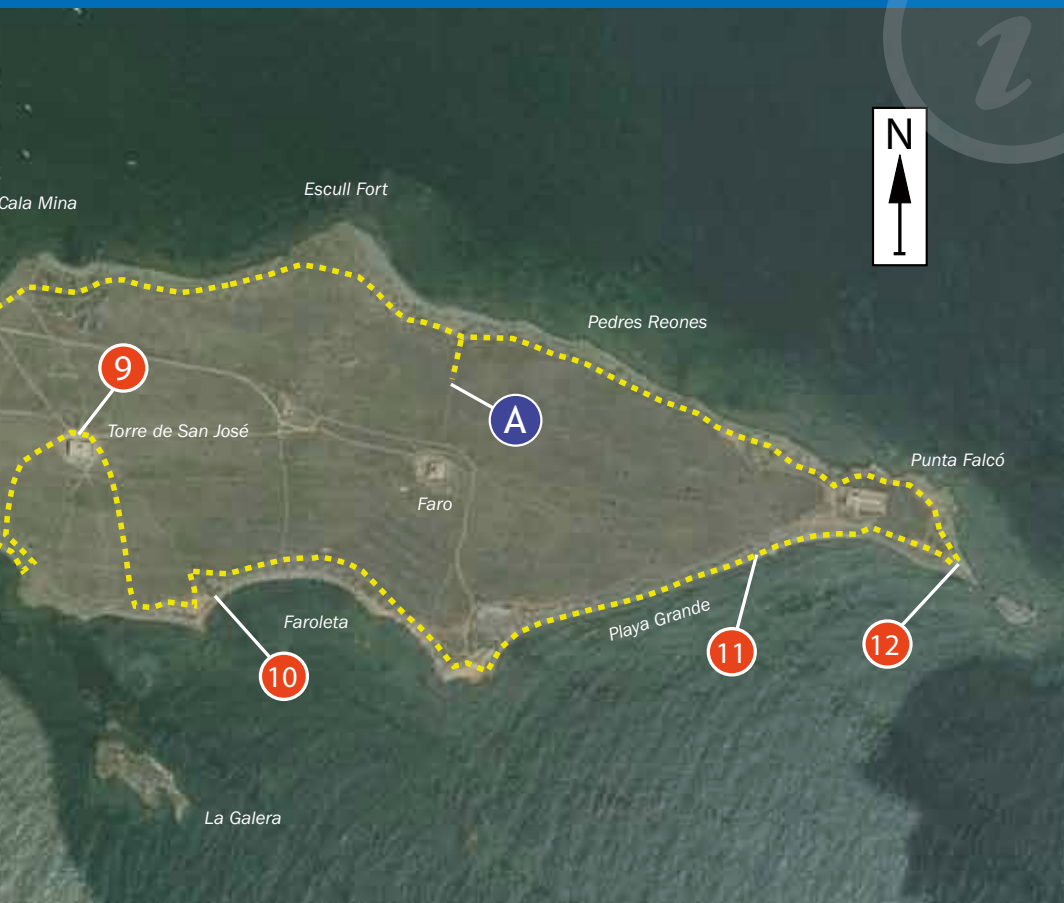 i
N
Escull Fort
Cala Mina
Pedres Reones
9
A
Torre de San José
Punta Falcó
Faro
Playa Grande
Faroleta
10
11
12
La Galera